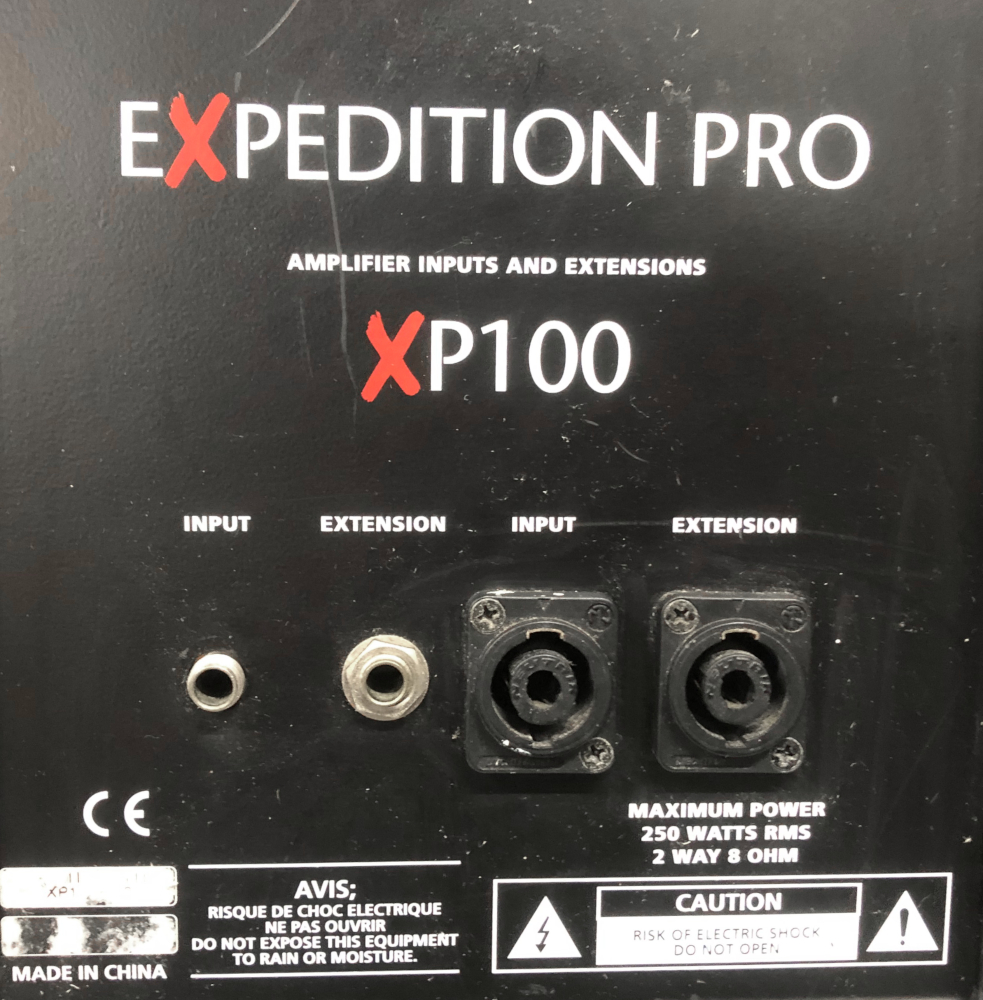 EXPEDITION PRO
AMPLIFIER INPUTS AND EXTENSIONS
XP100
INPUT EXTENSION INPUT EXTENSION
MAXIMUM POWER
250 WATTS RMS
2 WAY 8 OHM
CE
MADE IN CHINA
AVIS;
RISQUE DE CHOC ELECTRIQUE
NE PAS OUVRIR
DO NOT EXPOSE THIS EQUIPMENT
TO RAIN OR MOISTURE.
CAUTION
RISK OF ELECTRIC SHOCK
DO NOT OPEN